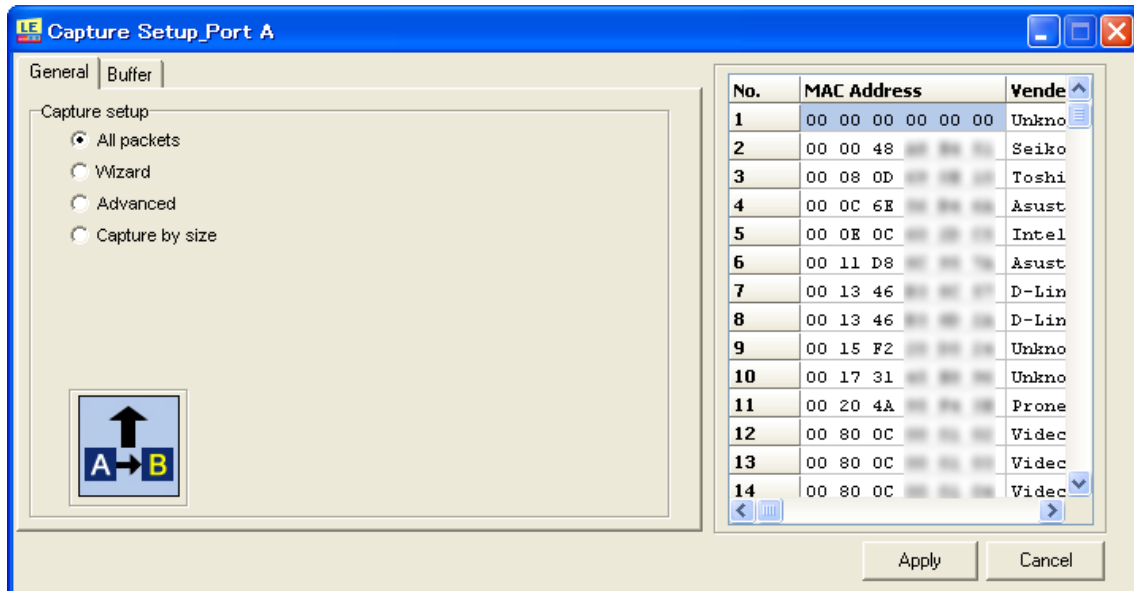 LE Capture Setup_Port A
General Buffer
Capture setup
All packets
Wizard
Advanced
Capture by size
A B
No. MAC Address Vende
1 00 00 00 00 00 00 Unkno
2 00 00 48 Seiko
3 00 08 0D Toshi
4 00 0C 6E Asust
5 00 0E 0C Intel
6 00 11 D8 Asust
7 00 13 46 D-Lin
8 00 13 46 D-Lin
9 00 15 F2 Unkno
10 00 17 31 Unkno
11 00 20 4A Prone
12 00 80 0C Videc
13 00 80 0C Videc
14 00 80 0C Videc
Apply Cancel